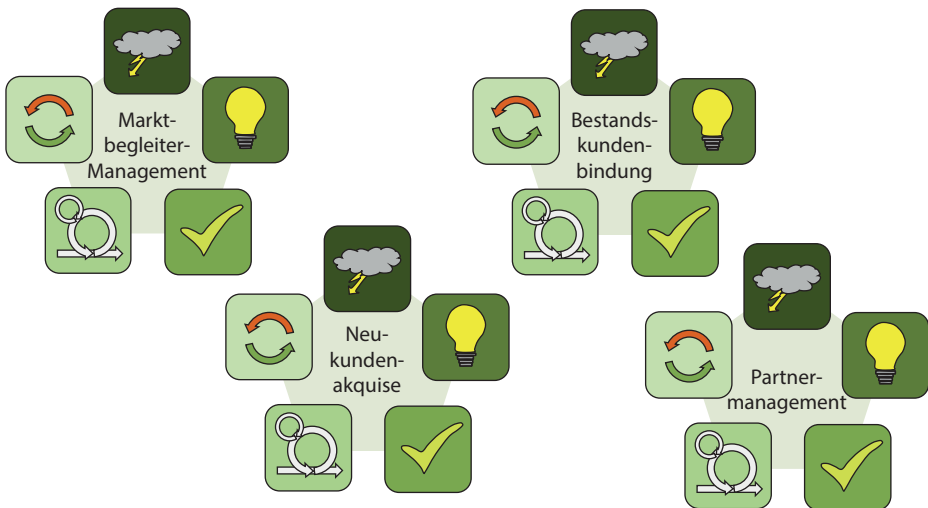 Markt-
begleiter-
Management
Bestands-
kunden-
bindung
Neu-
kunden-
akquise
Partner-
management